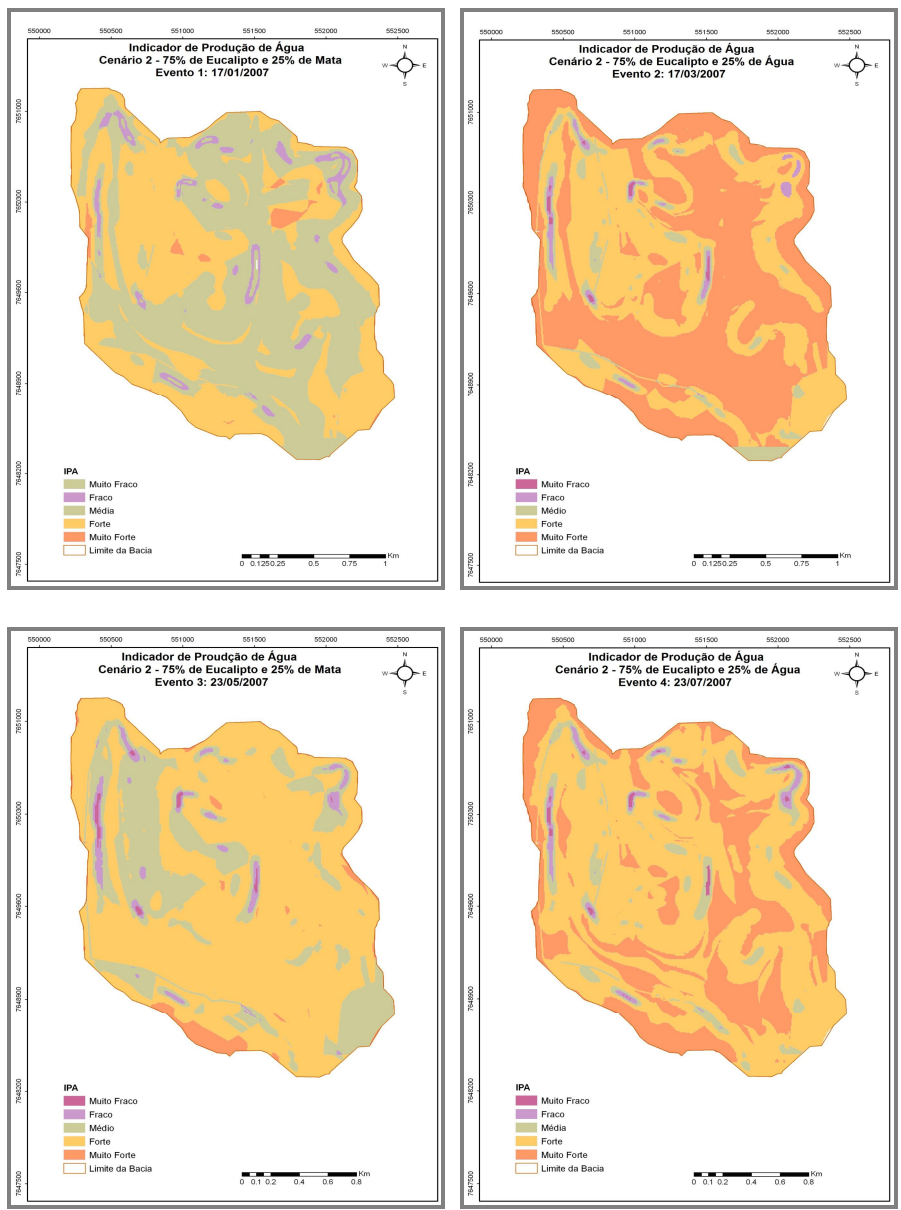 550000 550500 551000 551500 552000 552500
Indicador de Produção de Água
Cenário 2 - 75% de Eucalipto e 25% de Mata
Evento 1: 17/01/2007
N
W E
S
7651000
7650300
7649600
7648900
7648200
7647500
IPA
Muito Fraco
Fraco
Média
Forte
Muito Forte
Limite da Bacia
Km
0 0.125 0.25 0.5 0.75 1
550000 550500 551000 551500 552000 552500
Indicador de Produção de Água
Cenário 2 - 75% de Eucalipto e 25% de Água
Evento 2: 17/03/2007
N
W E
S
7651000
7650300
7649600
7648900
7648200
7647500
IPA
Muito Fraco
Fraco
Médio
Forte
Muito Forte
Limite da Bacia
Km
0 0.125 0.25 0.5 0.75 1
550000 550500 551000 551500 552000 552500
Indicador de Proudção de Água
Cenário 2 - 75% de Eucalipto e 25% de Mata
Evento 3: 23/05/2007
N
W E
S
7651000
7650300
7649600
7648900
7648200
7647500
IPA
Muito Fraco
Fraco
Médio
Forte
Muito Forte
Limite da Bacia
Km
0 0.1 0.2 0.4 0.6 0.8
550000 550500 551000 551500 552000 552500
Indicador de Produção de Água
Cenário 2 - 75% de Eucalipto e 25% de Água
Evento 4: 23/07/2007
N
W E
S
7651000
7350300
7649600
7648900
7648200
7647500
IPA
Muito Fraco
Fraco
Média
Forte
Muito Forte
Limite da Bacia
Km
0 0.1 0.2 0.4 0.6 0.8